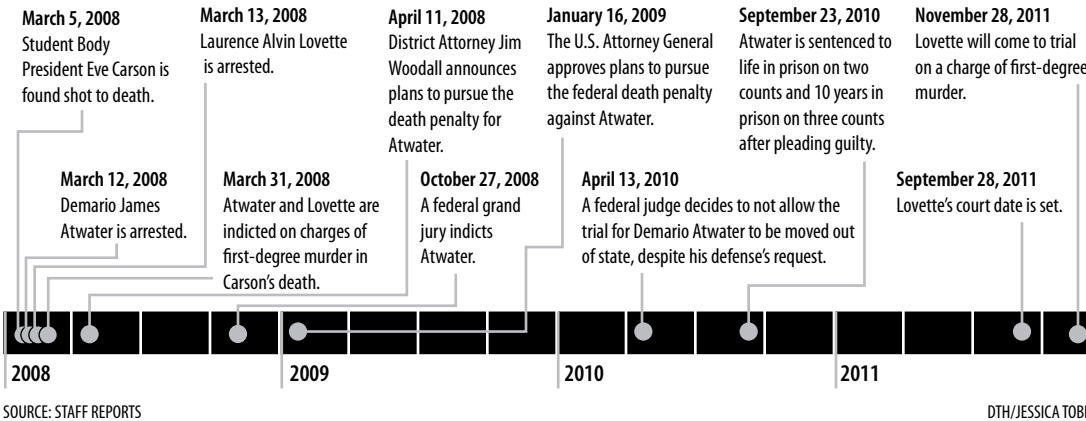 March 5, 2008
Student Body
President Eve Carson is
found shot to death.
March 13, 2008
Laurence Alvin Lovette
is arrested.
April 11, 2008
District Attorney Jim
Woodall announces
plans to pursue the
death penalty for
Atwater.
January 16, 2009
The U.S. Attorney General
approves plans to pursue
the federal death penalty
against Atwater.
September 23, 2010
Atwater is sentenced to
life in prison on two
counts and 10 years in
prison on three counts
after pleading guilty.
November 28, 2011
Lovette will come to trial
on a charge of first-degree
murder.
March 12, 2008
Demario James
Atwater is arrested.
March 31, 2008
Atwater and Lovette are
indicted on charges of
first-degree murder in
Carson's death.
October 27, 2008
A federal grand
jury indicts
Atwater.
April 13, 2010
A federal judge decides to not allow the
trial for Demario Atwater to be moved out
of state, despite his defense's request.
September 28, 2011
Lovette's court date is set.
2008
2009
2010
2011
SOURCE: STAFF REPORTS
DTH/JESSICA